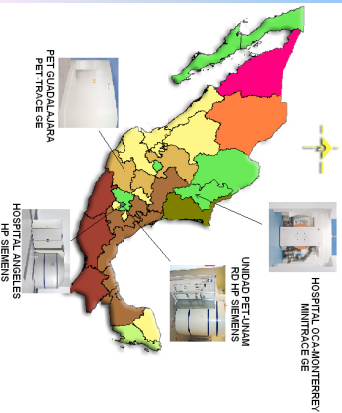 HOSPITAL OCA-MONTERREY
MINITRACE GE
UNIDAD PET-UNAM
RD HP SIEMENS
PET GUADALAJARA
PET-TRACE GE
HOSPITAL ANGELES
HP SIEMENS